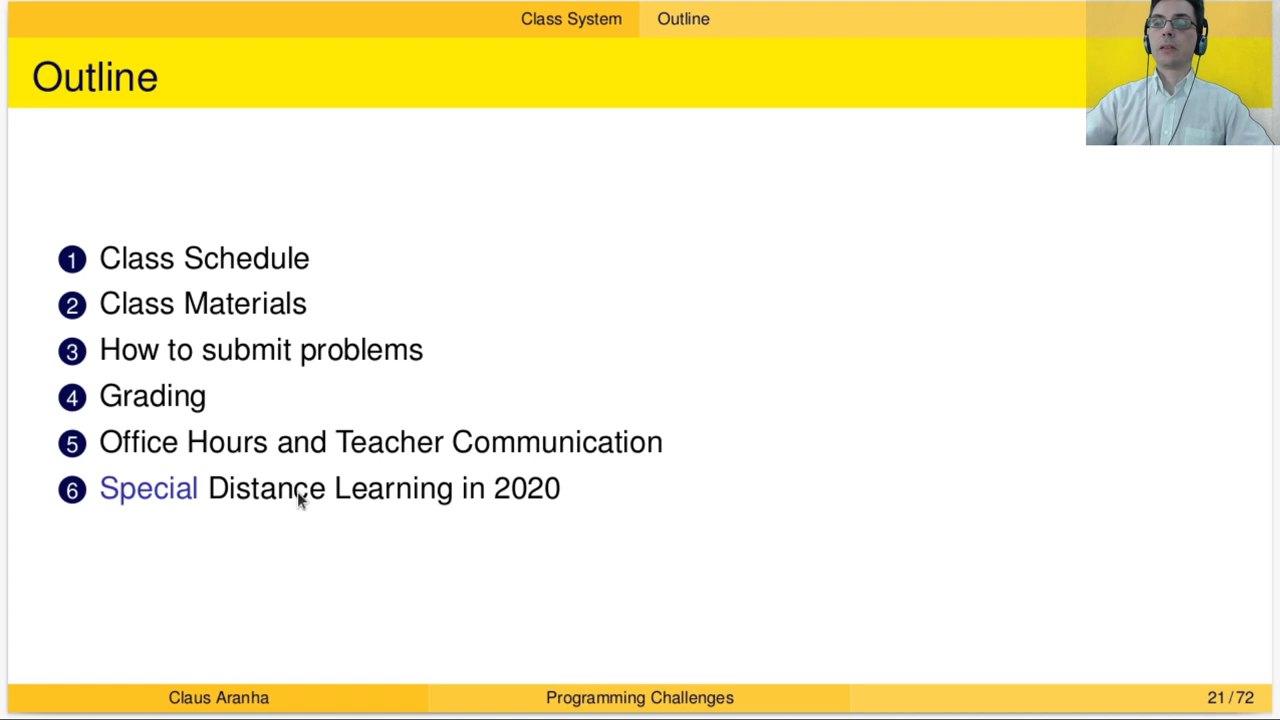 Class System Outline
Outline
1 Class Schedule
2 Class Materials
3 How to submit problems
4 Grading
5 Office Hours and Teacher Communication
6 Special Distance Learning in 2020
Claus Aranha Programming Challenges 21 / 72